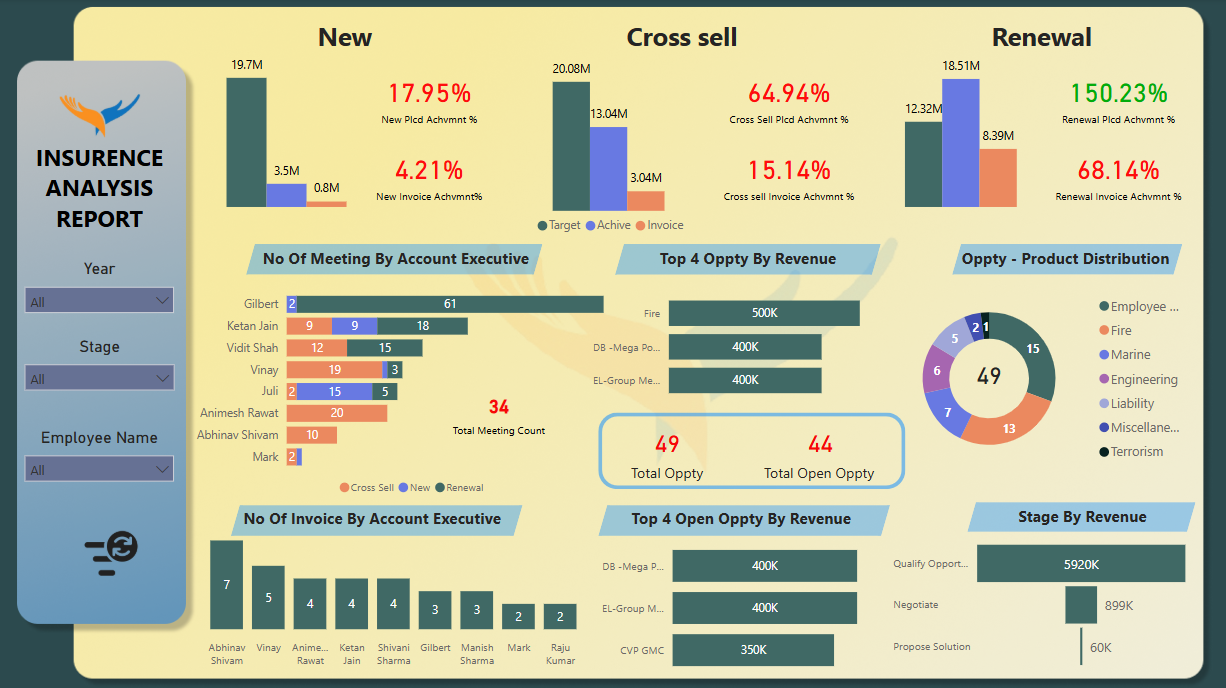 INSURENCE
ANALYSIS
REPORT
Year
All
Stage
All
Employee Name
All
New
19.7M
3.5M
0.8M
17.95%
New Plcd Achvmnt %
4.21%
New Invoice Achvmnt%
Cross sell
20.08M
13.04M
3.04M
64.94%
Cross Sell Plcd Achvmnt %
15.14%
Cross sell Invoice Achvmnt %
Target Achive Invoice
Renewal
12.32M
18.51M
8.39M
150.23%
Renewal Plcd Achvmnt %
68.14%
Renewal Invoice Achvmnt %
No Of Meeting By Account Executive
Gilbert 2 61
Ketan Jain 9 9 18
Vidit Shah 12 15
Vinay 19 3
Juli 2 15 5
Animesh Rawat 20
Abhinav Shivam 10
Mark 2
34
Total Meeting Count
Cross Sell New Renewal
Top 4 Oppty By Revenue
Fire 500K
DB -Mega Po... 400K
EL-Group Me... 400K
49
Total Oppty
44
Total Open Oppty
Oppty - Product Distribution
15
13
7
6
5
2
1
49
Employee ...
Fire
Marine
Engineering
Liability
Miscellane...
Terrorism
No Of Invoice By Account Executive
7
5
4
4
4
3
3
2
2
Abhinav Shivam
Vinay
Anime... Rawat
Ketan Jain
Shivani Sharma
Gilbert
Manish Sharma
Mark
Raju Kumar
Top 4 Open Oppty By Revenue
DB -Mega P... 400K
EL-Group M... 400K
CVP GMC 350K
Stage By Revenue
Qualify Opport... 5920K
Negotiate 899K
Propose Solution 60K